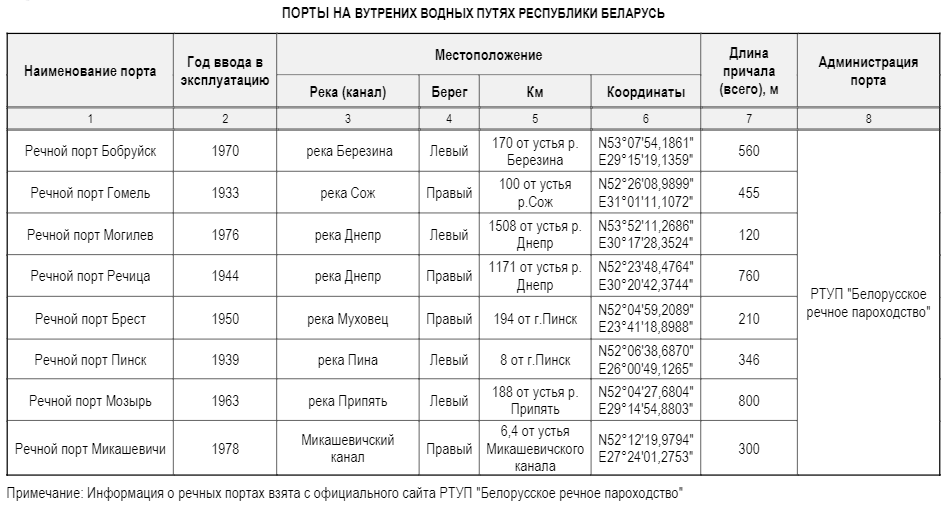 ПОРТЫ НА ВУТРЕНИХ ВОДНЫХ ПУТЯХ РЕСПУБЛИКИ БЕЛАРУСЬ
Наименование порта
Год ввода в
эксплуатацию
Местоположение
Длина
причала
(всего), м
Администрация
порта
Река (канал)
Берег
Км
Координаты
1
2
3
4
5
6
7
8
Речной порт Бобруйск
1970
река Березина
Левый
170 от устья р.
Березина
N53°07'54,1861"
E29°15'19,1359"
560
Речной порт Гомель
1933
река Сож
Правый
100 от устья
р.Сож
N52°26'08,9899"
E31°01'11,1072"
455
Речной порт Могилев
1976
река Днепр
Левый
1508 от устья р.
Днепр
N53°52'11,2686"
E30°17'28,3524"
120
Речной порт Речица
1944
река Днепр
Правый
1171 от устья р.
Днепр
N52°23'48,4764"
E30°20'42,3744"
760
Речной порт Брест
1950
река Муховец
Правый
194 от г.Пинск
N52°04'59,2089"
E23°41'18,8988"
210
Речной порт Пинск
1939
река Пина
Левый
8 от г.Пинск
N52°06'38,6870"
E26°00'49,1265"
346
Речной порт Мозырь
1963
река Припять
Левый
188 от устья р.
Припять
N52°04'27,6804"
E29°14'54,8803"
800
Речной порт Микашевичи
1978
Микашевичский
канал
Правый
6,4 от устья
Микашевичского
канала
N52°12'19,9794"
E27°24'01,2753"
300
РТУП "Белорусское
речное пароходство"
Примечание: Информация о речных портах взята с официального сайта РТУП "Белорусское речное пароходство"